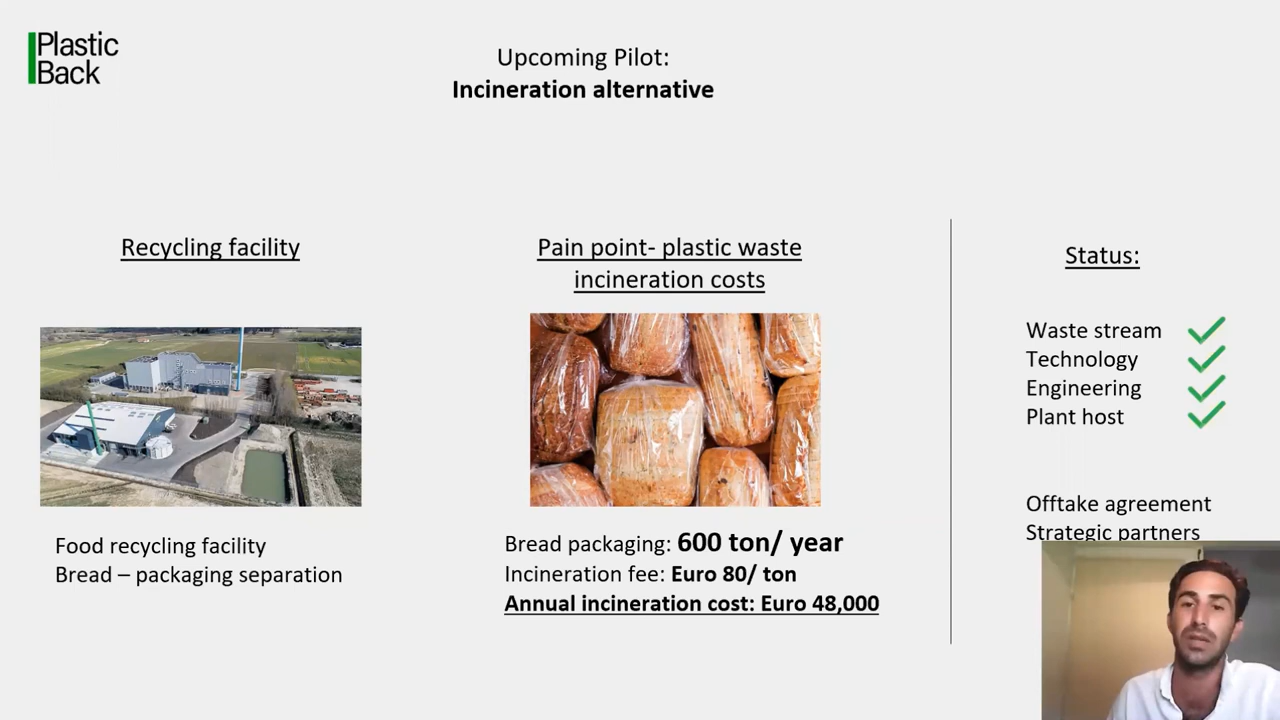 Plastic
Back
Upcoming Pilot:
Incineration alternative
Recycling facility
Food recycling facility
Bread – packaging separation
Pain point- plastic waste
incineration costs
Bread packaging: 600 ton/ year
Incineration fee: Euro 80/ ton
Annual incineration cost: Euro 48,000
Status:
Waste stream
Technology
Engineering
Plant host
Offtake agreement
Strategic partners